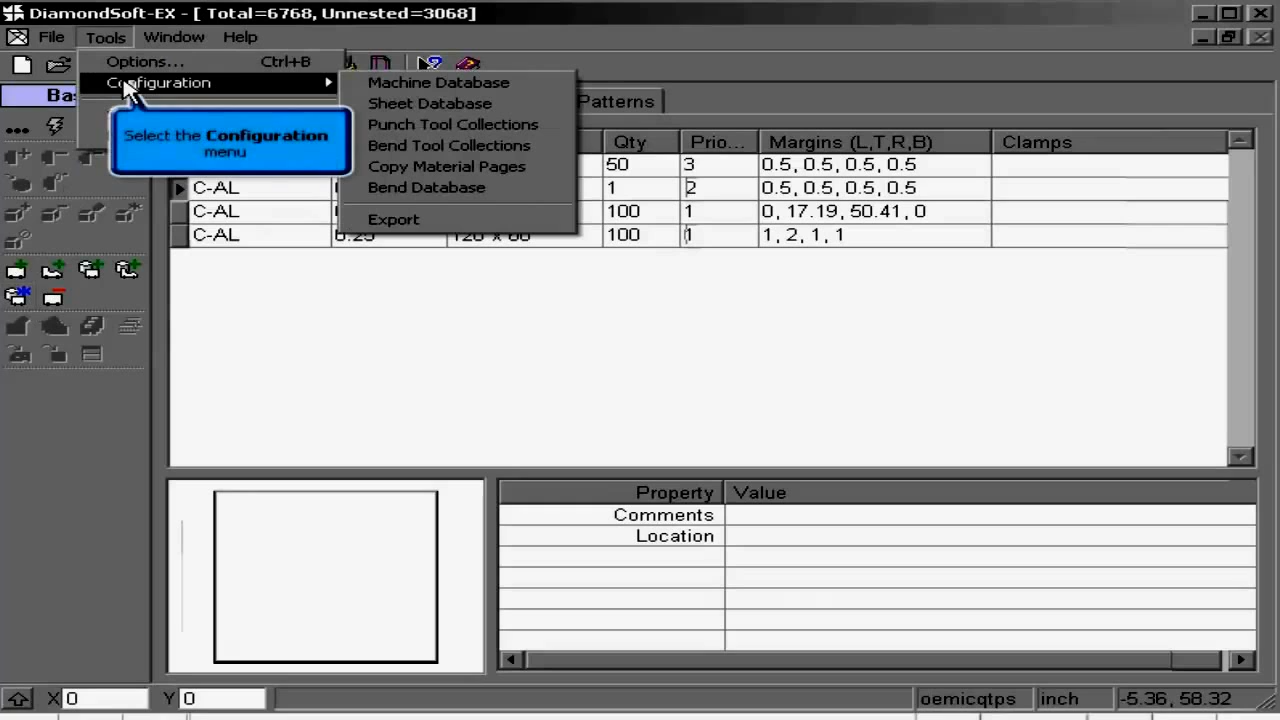 DiamondSoft-EX - [ Total=6768, Unnested=3068]
File Tools Window Help
Options... Ctrl+B
Configuration
Machine Database
Sheet Database
Punch Tool Collections
Bend Tool Collections
Copy Material Pages
Bend Database
Export
Select the Configuration
menu
Patterns
Qty Prio... Margins (L,T,R,B) Clamps
50 3 0.5, 0.5, 0.5, 0.5
C-AL 1 2 0.5, 0.5, 0.5, 0.5
C-AL 100 1 0, 17.19, 50.41, 0
C-AL 0.25 120 x 60 100 1 1, 2, 1, 1
Property Value
Comments
Location
X 0 Y 0 oemicqtps inch -5.36, 58.32